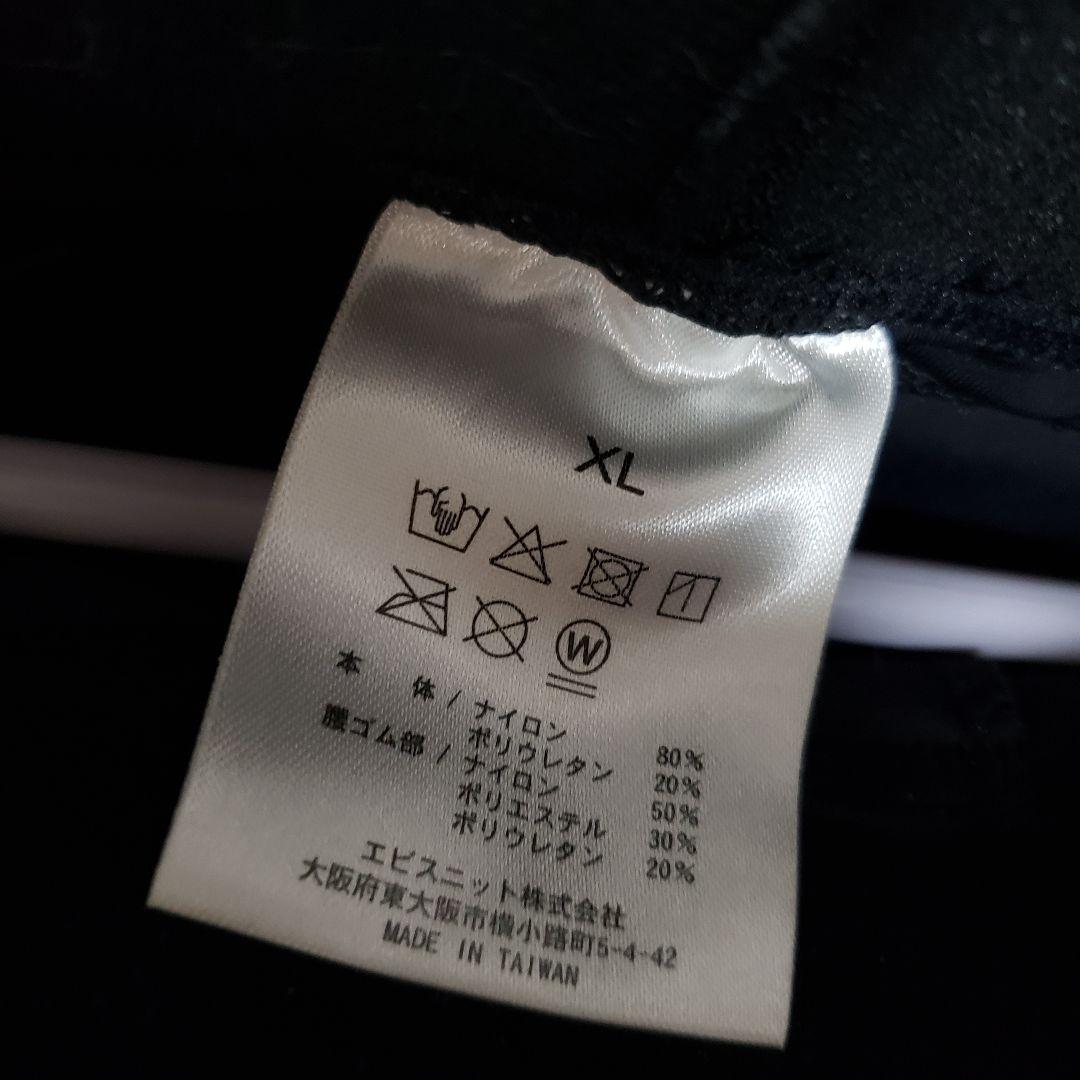 XL
W
本 体/ナイロン 80%
ポリウレタン 20%
腰ゴム部/ナイロン 50%
ポリエステル 30%
ポリウレタン 20%
エビスニット株式会社
大阪府東大阪市横小路町5-4-42
MADE IN TAIWAN